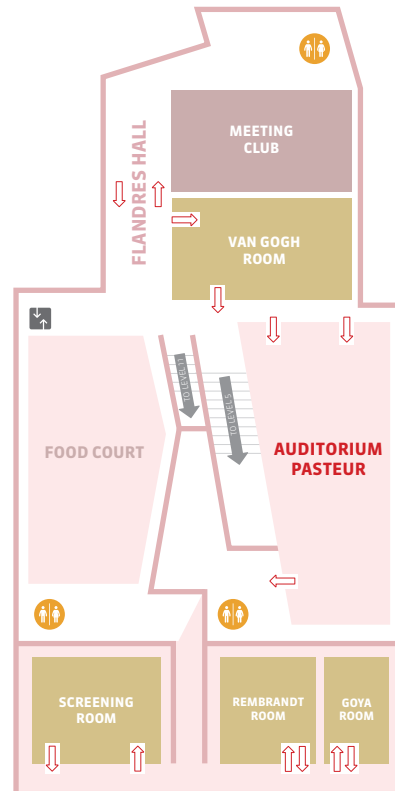 MEETING
CLUB
FLANDRES HALL
VAN GOGH
ROOM
TO LEVEL 11
TO LEVEL 5
FOOD COURT
AUDITORIUM
PASTEUR
SCREENING
ROOM
REMBRANDT
ROOM
GOYA
ROOM